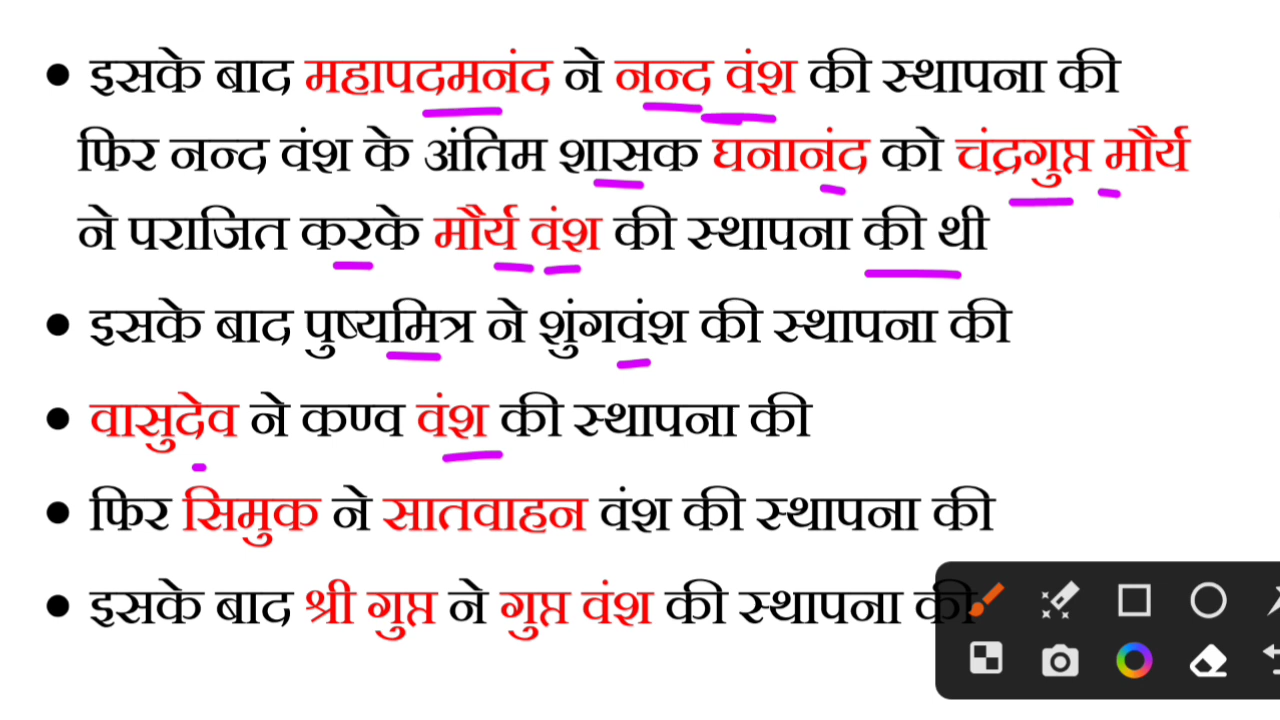 • इसके बाद महापदमनंद ने नन्द वंश की स्थापना की
फिर नन्द वंश के अंतिम शासक घनानंद को चंद्रगुप्त मौर्य
ने पराजित करके मौर्य वंश की स्थापना की थी
• इसके बाद पुष्यमित्र ने शुंगवंश की स्थापना की
• वासुदेव ने कण्व वंश की स्थापना की
• फिर सिमुक ने सातवाहन वंश की स्थापना की
• इसके बाद श्री गुप्त ने गुप्त वंश की स्थापना की